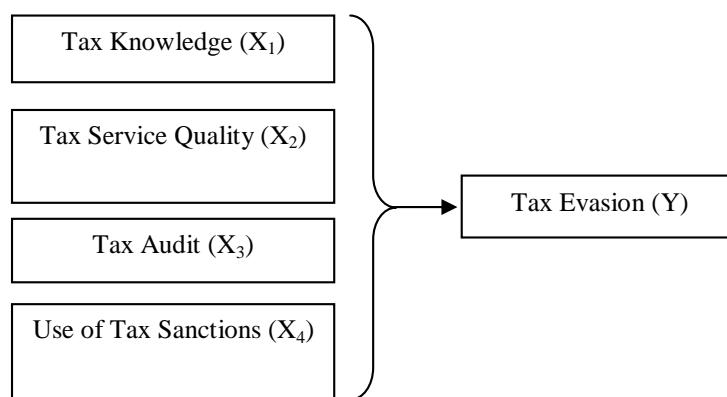 Tax Knowledge (X₁)
Tax Service Quality (X₂)
Tax Audit (X₃)
Use of Tax Sanctions (X₄)
Tax Evasion (Y)